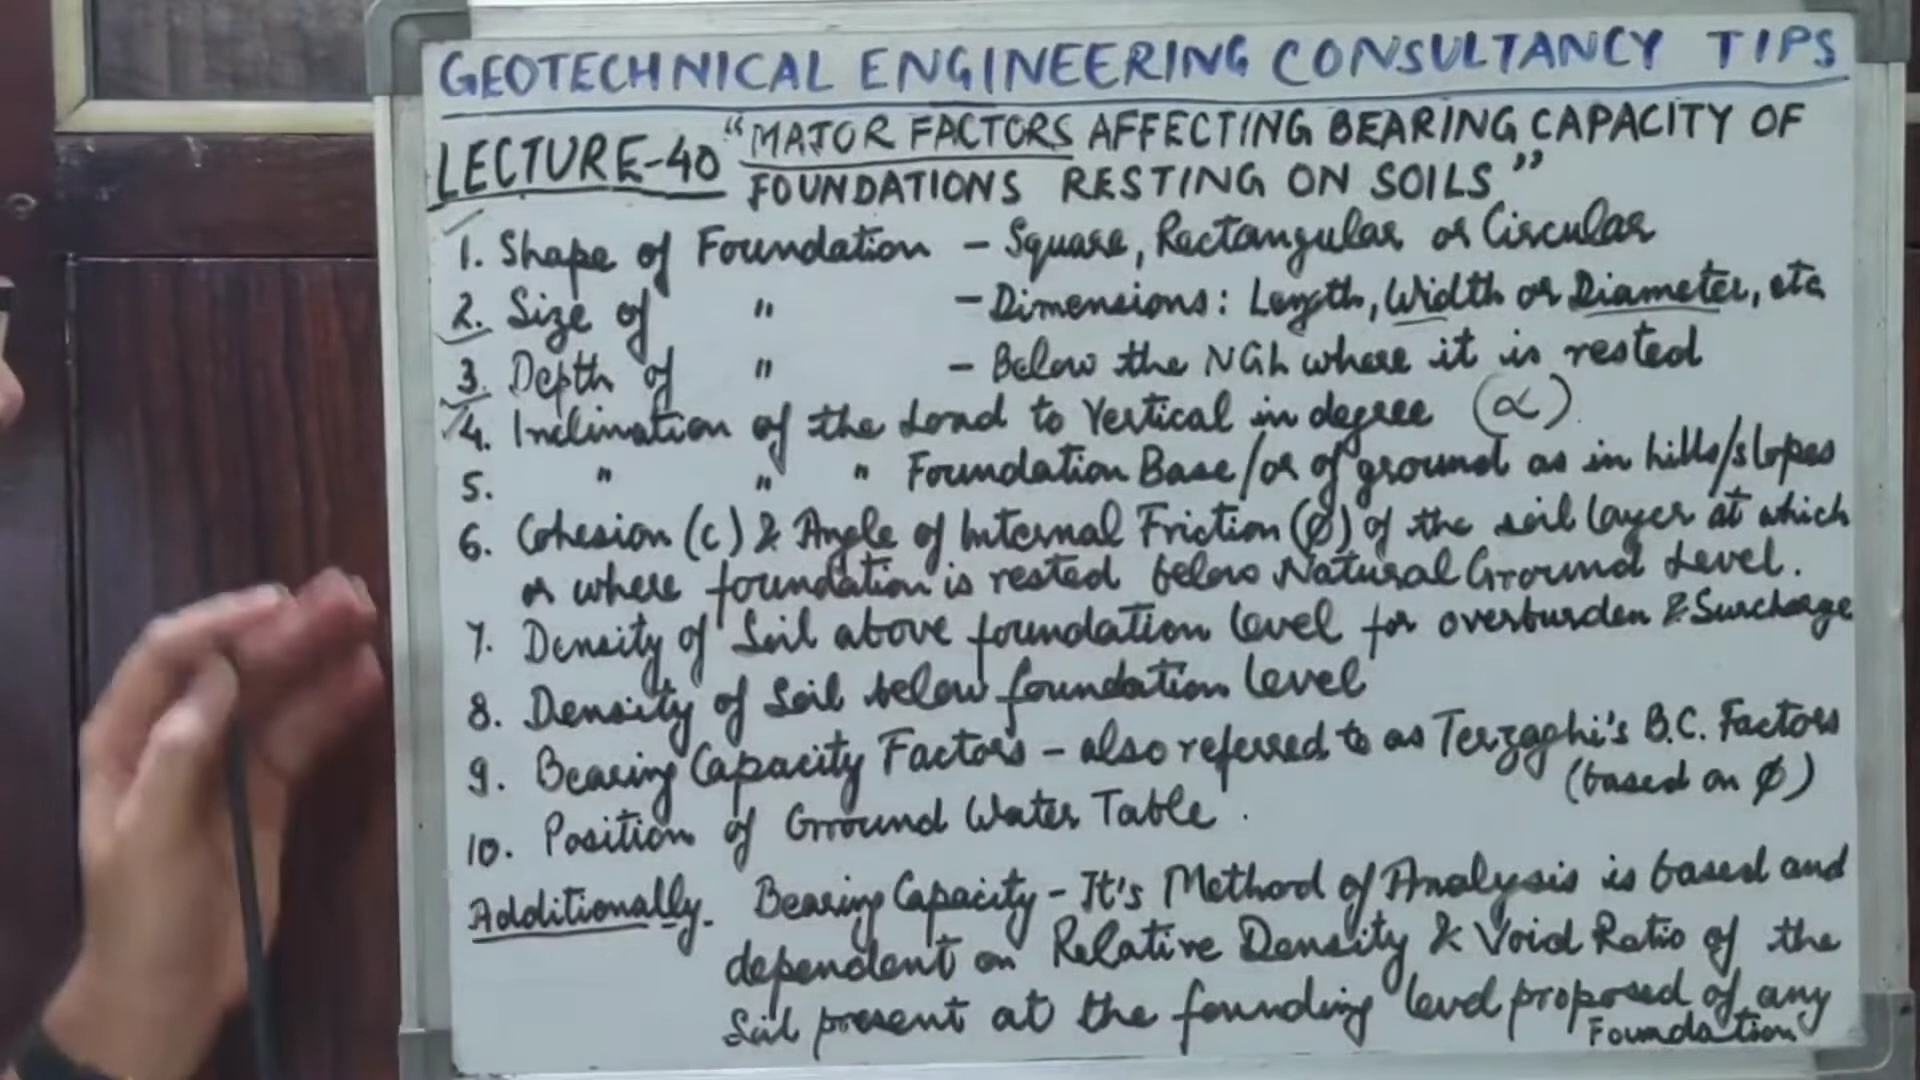 GEOTECHNICAL ENGINEERING CONSULTANCY TIPS
LECTURE-40 "MAJOR FACTORS AFFECTING BEARING CAPACITY OF
FOUNDATIONS RESTING ON SOILS"
1. Shape of Foundation - Square, Rectangular or Circular
2. Size of " - Dimensions: Length, Width or Diameter, etc
3. Depth of " - Below the NGL where it is rested
4. Inclination of the Load to Vertical in degree (α)
5. " " " Foundation Base/or of ground as in hills/slopes
6. Cohesion (c) & Angle of Internal Friction (Ø) of the soil layer at which
or where foundation is rested below Natural Ground Level.
7. Density of Soil above foundation level for overburden & Surcharge
8. Density of Soil below foundation level
9. Bearing Capacity Factors - also referred to as Terzaghi's B.C. Factors
(based on Ø)
10. Position of Ground Water Table.
Additionally. Bearing Capacity - It's Method of Analysis is based and
dependent on Relative Density & Void Ratio of the
Soil present at the founding level proposed of any
Foundation